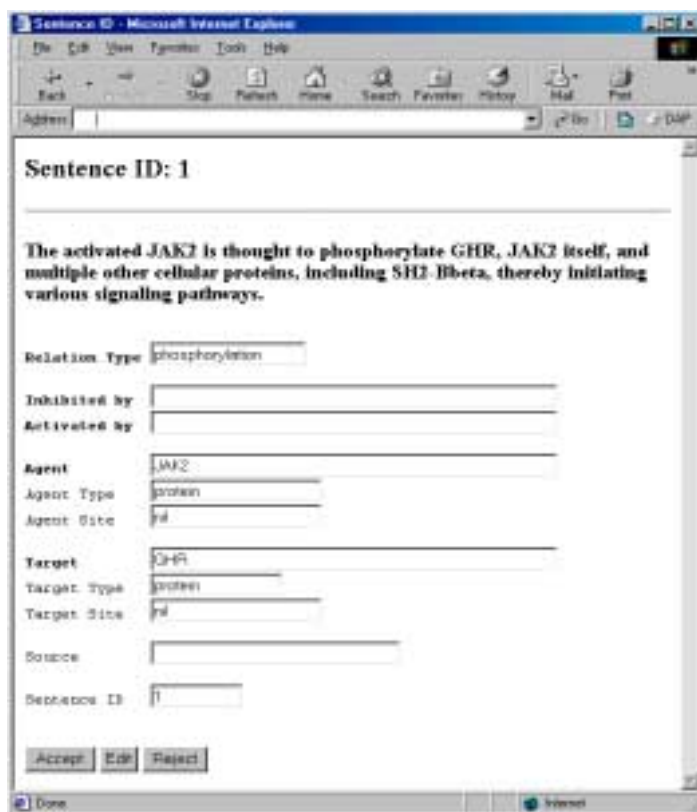 Sentence ID - Microsoft Internet Explorer
File Edit View Favorites Tools Help
Back Stop Refresh Home Search Favorites History Mail Print
Address Go DAP
Sentence ID: 1
The activated JAK2 is thought to phosphorylate GHR, JAK2 itself, and
multiple other cellular proteins, including SH2-Bbeta, thereby initiating
various signaling pathways.
Relation Type phosphorylation
Inhibited by
Activated by
Agent JAK2
Agent Type protein
Agent Site nil
Target GHR
Target Type protein
Target Site nil
Source
Sentence ID 1
Accept Edit Reject
Done Internet